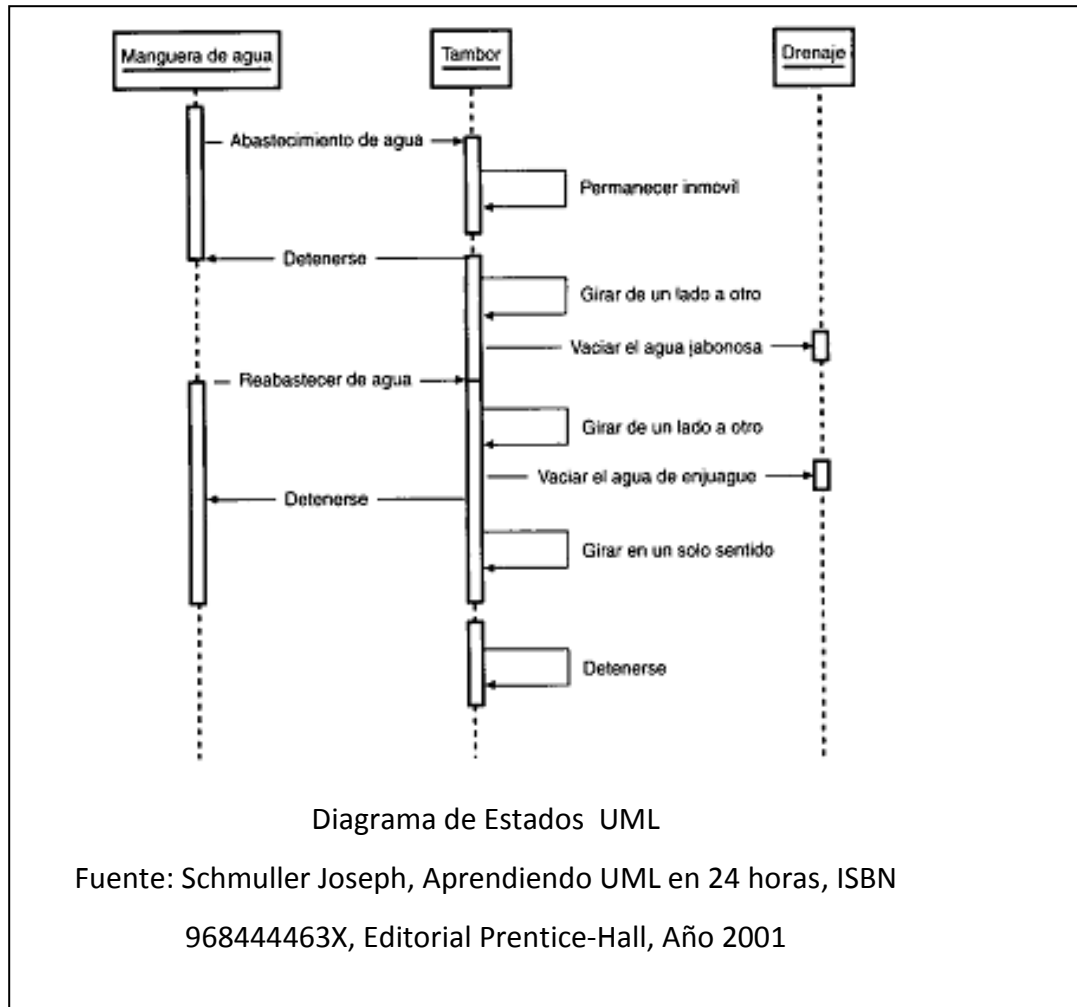 Manguera de agua
Tambor
Drenaje
Abastecimiento de agua
Permanecer inmóvil
Detenerse
Girar de un lado a otro
Vaciar el agua jabonosa
Reabastecer de agua
Girar de un lado a otro
Vaciar el agua de enjuague
Detenerse
Girar en un solo sentido
Detenerse
Diagrama de Estados UML
Fuente: Schmuller Joseph, Aprendiendo UML en 24 horas, ISBN
968444463X, Editorial Prentice-Hall, Año 2001